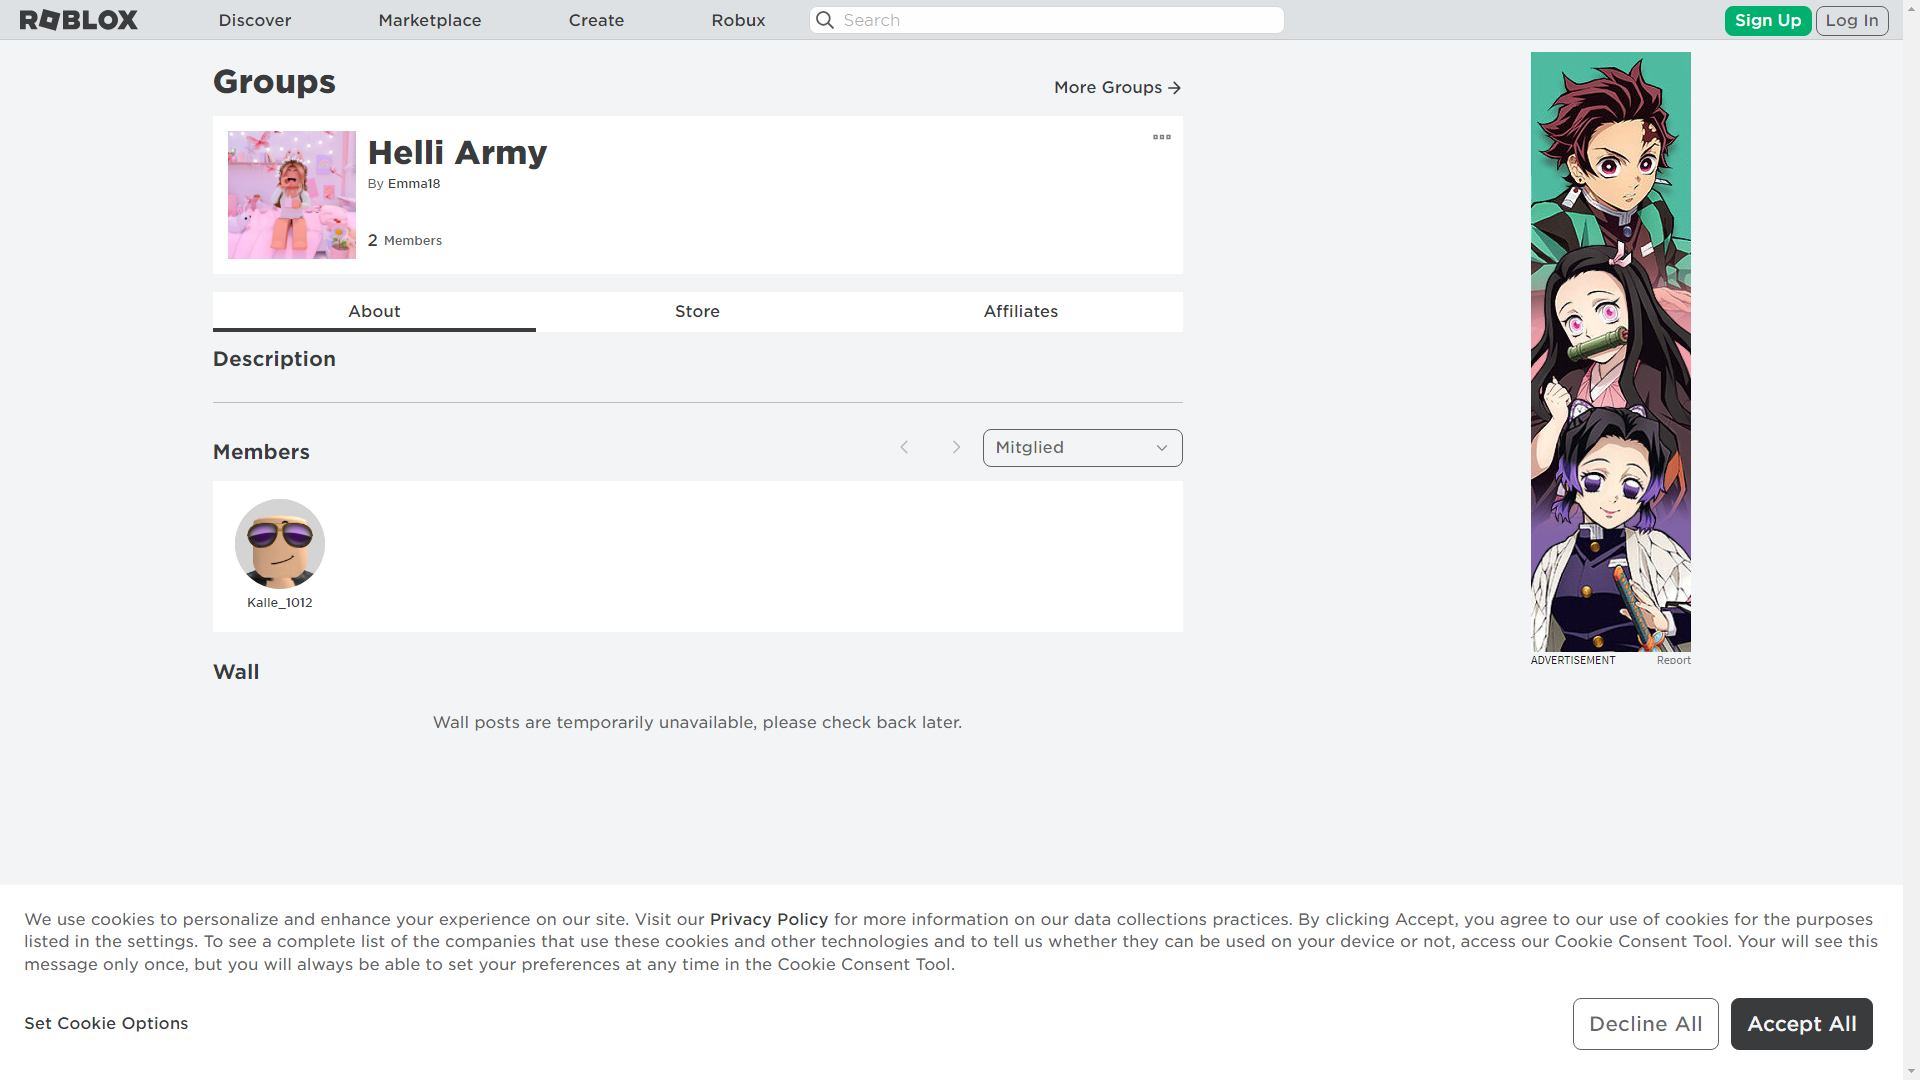 ROBLOX
Discover
Marketplace
Create
Robux
Search
Sign Up
Log In
Groups
More Groups
Helli Army
By Emma18
2 Members
About
Store
Affiliates
Description
Members
Mitglied
Kalle_1012
Wall
Wall posts are temporarily unavailable, please check back later.
ADVERTISEMENT
Report
We use cookies to personalize and enhance your experience on our site. Visit our Privacy Policy for more information on our data collections practices. By clicking Accept, you agree to our use of cookies for the purposes
listed in the settings. To see a complete list of the companies that use these cookies and other technologies and to tell us whether they can be used on your device or not, access our Cookie Consent Tool. Your will see this
message only once, but you will always be able to set your preferences at any time in the Cookie Consent Tool.
Set Cookie Options
Decline All
Accept All